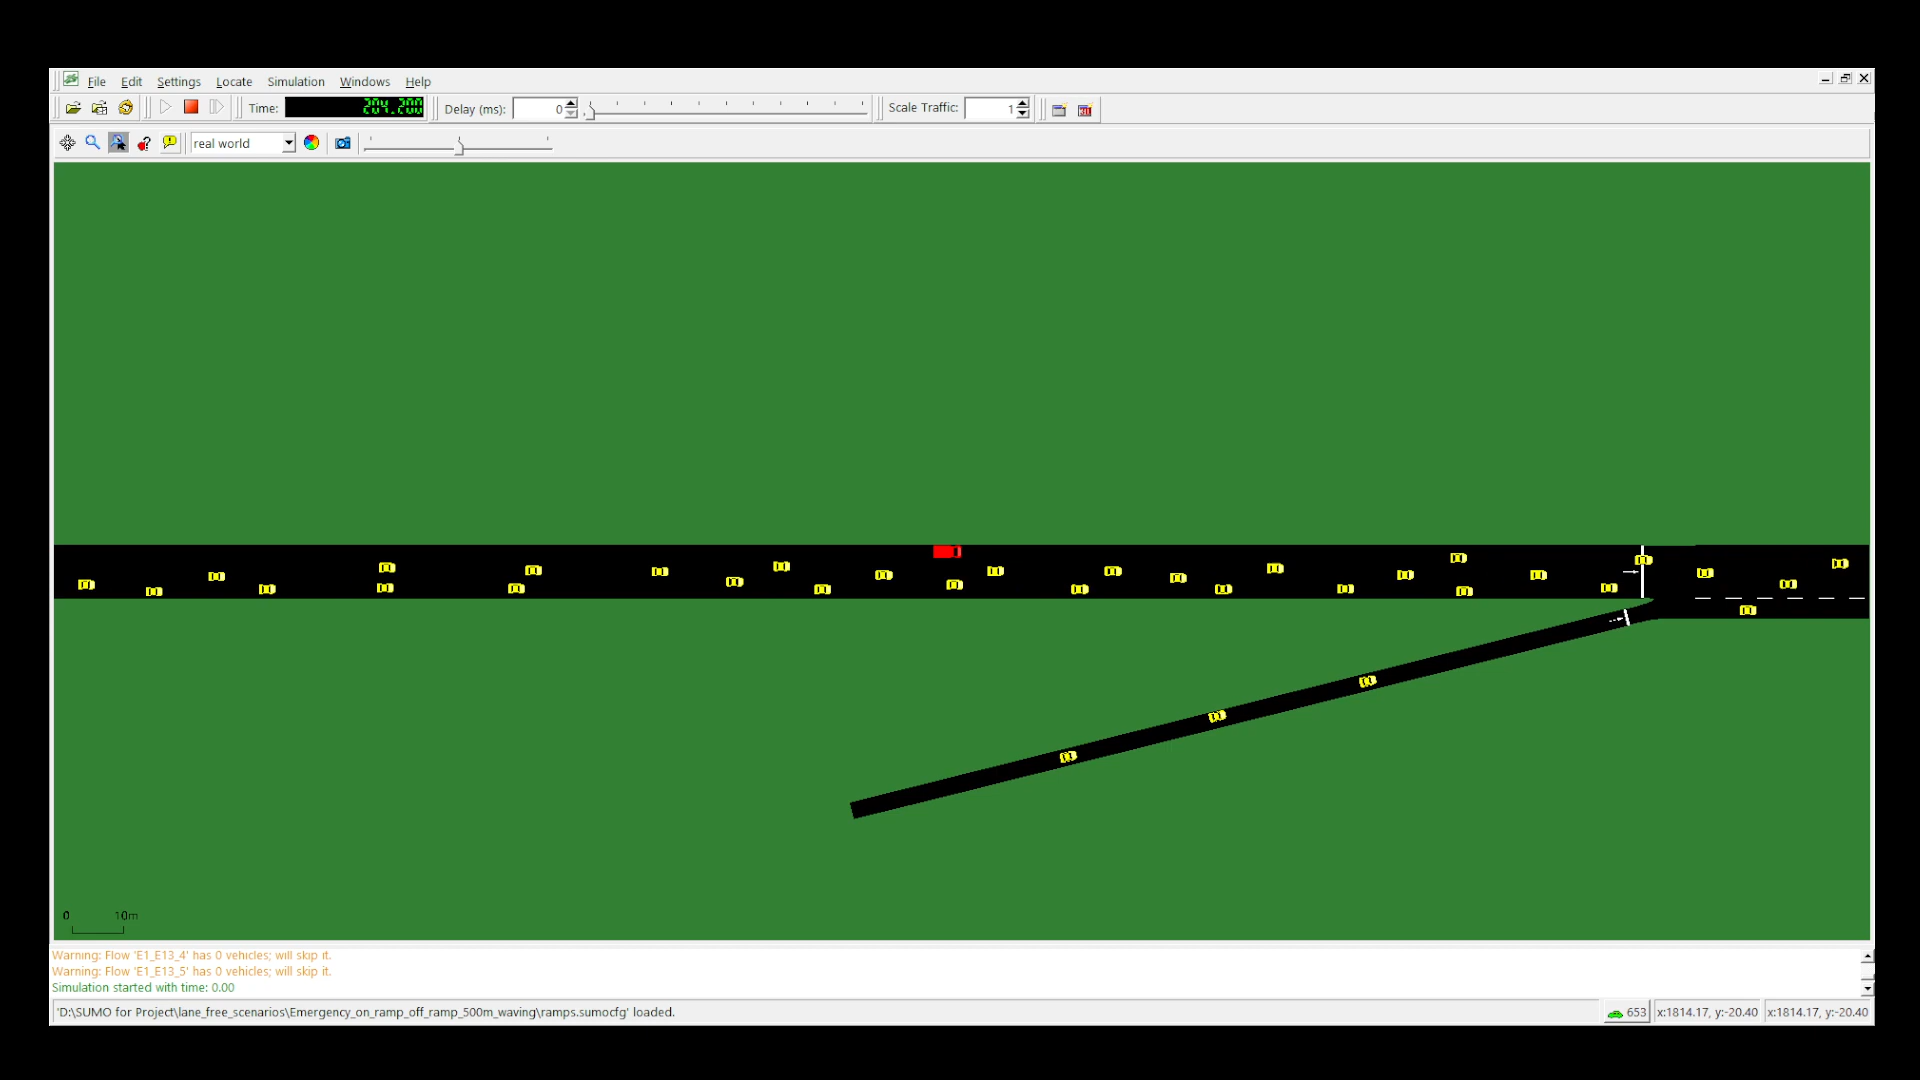 File Edit Settings Locate Simulation Windows Help
Time: 204.200 Delay (ms): 0 Scale Traffic: 1
real world
0 10m
Warning: Flow 'E1_E13_4' has 0 vehicles; will skip it.
Warning: Flow 'E1_E13_5' has 0 vehicles; will skip it.
Simulation started with time: 0.00
'D:\SUMO for Project\lane_free_scenarios\Emergency_on_ramp_off_ramp_500m_waving\ramps.sumocfg' loaded. 653 x:1814.17, y:-20.40 x:1814.17, y:-20.40